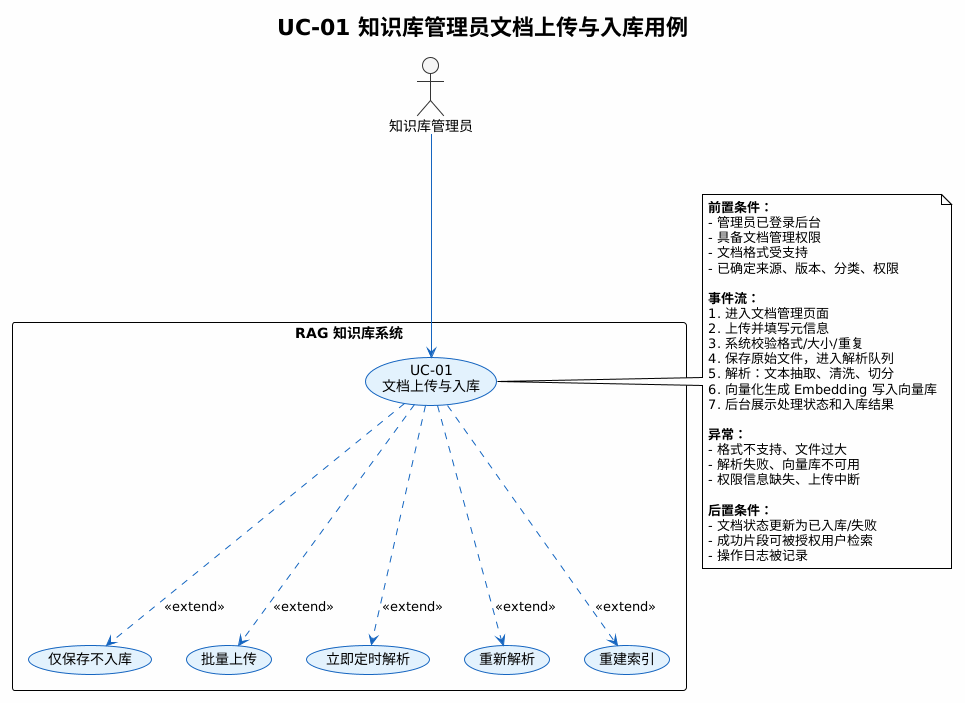 UC-01 知识库管理员文档上传与入库用例
知识库管理员
前置条件：
- 管理员已登录后台
- 具备文档管理权限
- 文档格式受支持
- 已确定来源、版本、分类、权限
事件流：
1. 进入文档管理页面
2. 上传并填写元信息
3. 系统校验格式/大小/重复
4. 保存原始文件，进入解析队列
5. 解析：文本抽取、清洗、切分
6. 向量化生成 Embedding 写入向量库
7. 后台展示处理状态和入库结果
异常：
- 格式不支持、文件过大
- 解析失败、向量库不可用
- 权限信息缺失、上传中断
后置条件：
- 文档状态更新为已入库/失败
- 成功片段可被授权用户检索
- 操作日志被记录
RAG 知识库系统
UC-01
文档上传与入库
«extend»
«extend»
«extend»
«extend»
«extend»
仅保存不入库
批量上传
立即定时解析
重新解析
重建索引